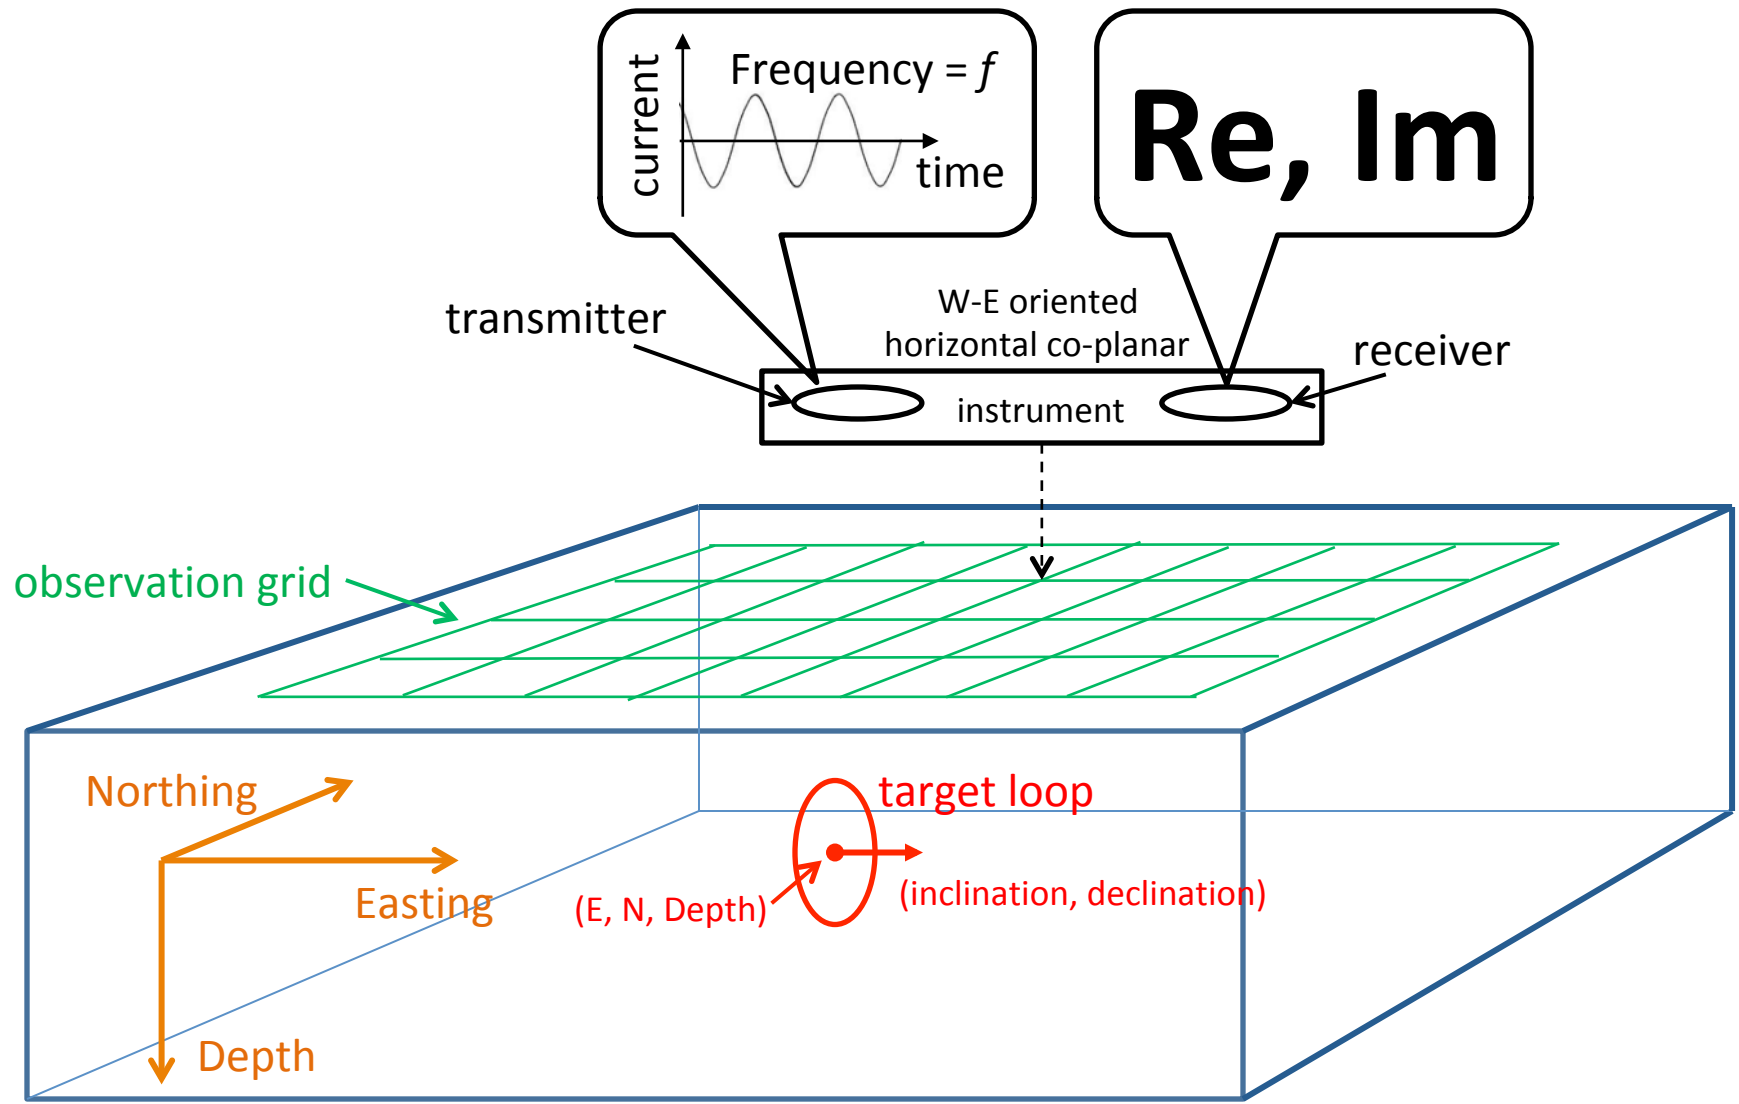 current
Frequency = f
time
Re, Im
transmitter
W-E oriented
horizontal co-planar
receiver
instrument
observation grid
Northing
Easting
Depth
target loop
(E, N, Depth)
(inclination, declination)